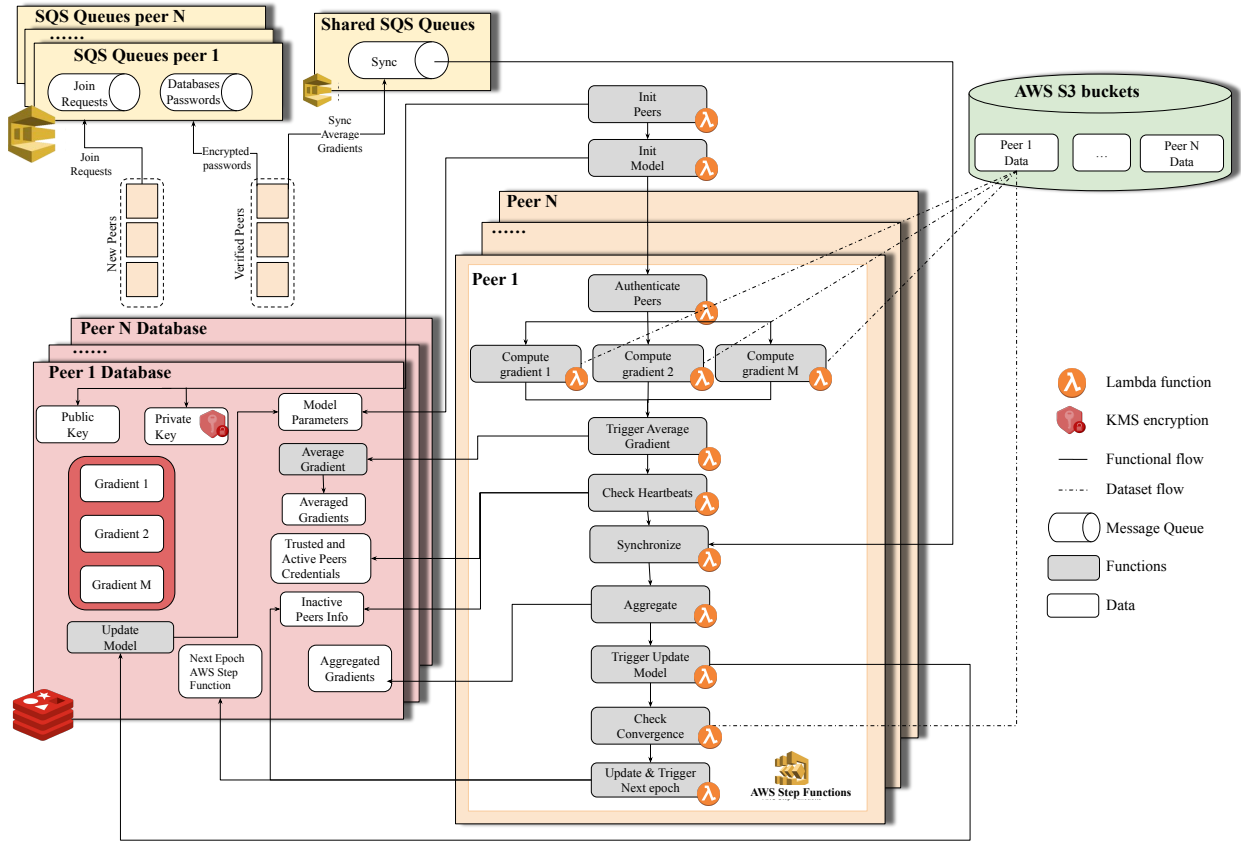 SQS Queues peer N
......
SQS Queues peer 1
Join
Requests
Databases
Passwords
Shared SQS Queues
Sync
Sync
Average
Gradients
Join
Requests
Encrypted
passwords
New Peers
Verified Peers
Init
Peers
λ
Init
Model
λ
AWS S3 buckets
Peer 1
Data
...
Peer N
Data
Peer N
......
Peer 1
Authenticate
Peers
λ
Compute
gradient 1
λ
Compute
gradient 2
λ
Compute
gradient M
λ
Trigger Average
Gradient
λ
Check Heartbeats
λ
Synchronize
λ
Aggregate
λ
Trigger Update
Model
λ
Check
Convergence
λ
Update & Trigger
Next epoch
λ
AWS Step Functions
Peer N Database
......
Peer 1 Database
Public
Key
Private
Key
Model
Parameters
Average
Gradient
Averaged
Gradients
Gradient 1
Gradient 2
Gradient M
Trusted and
Active Peers
Credentials
Inactive
Peers Info
Update
Model
Next Epoch
AWS Step
Function
Aggregated
Gradients
λ
Lambda function
KMS encryption
Functional flow
Dataset flow
Message Queue
Functions
Data